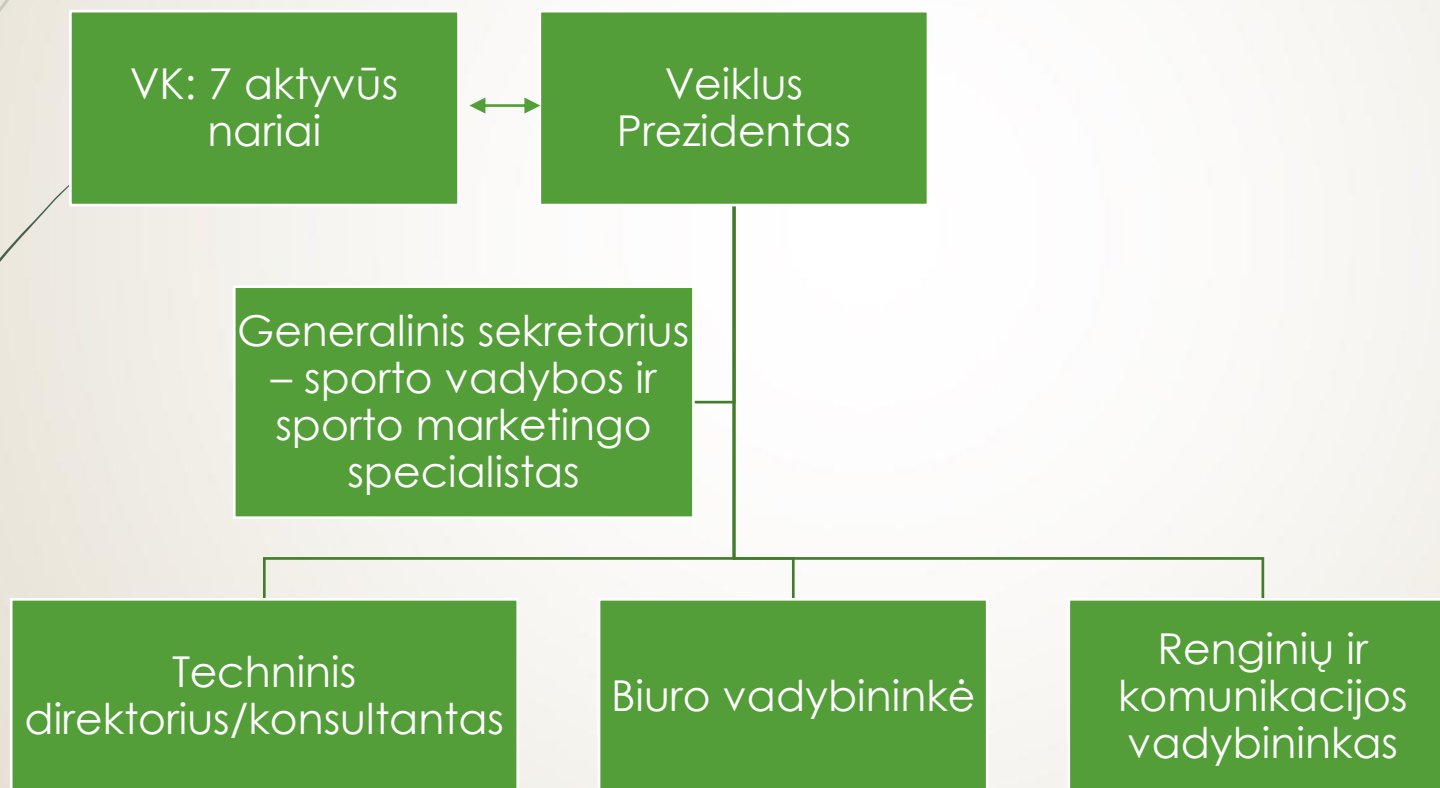 VK: 7 aktyvūs
nariai
Veiklus
Prezidentas
Generalinis sekretorius
– sporto vadybos ir
sporto marketingo
specialistas
Techninis
direktorius/konsultantas
Biuro vadybininkė
Renginių ir
komunikacijos
vadybininkas